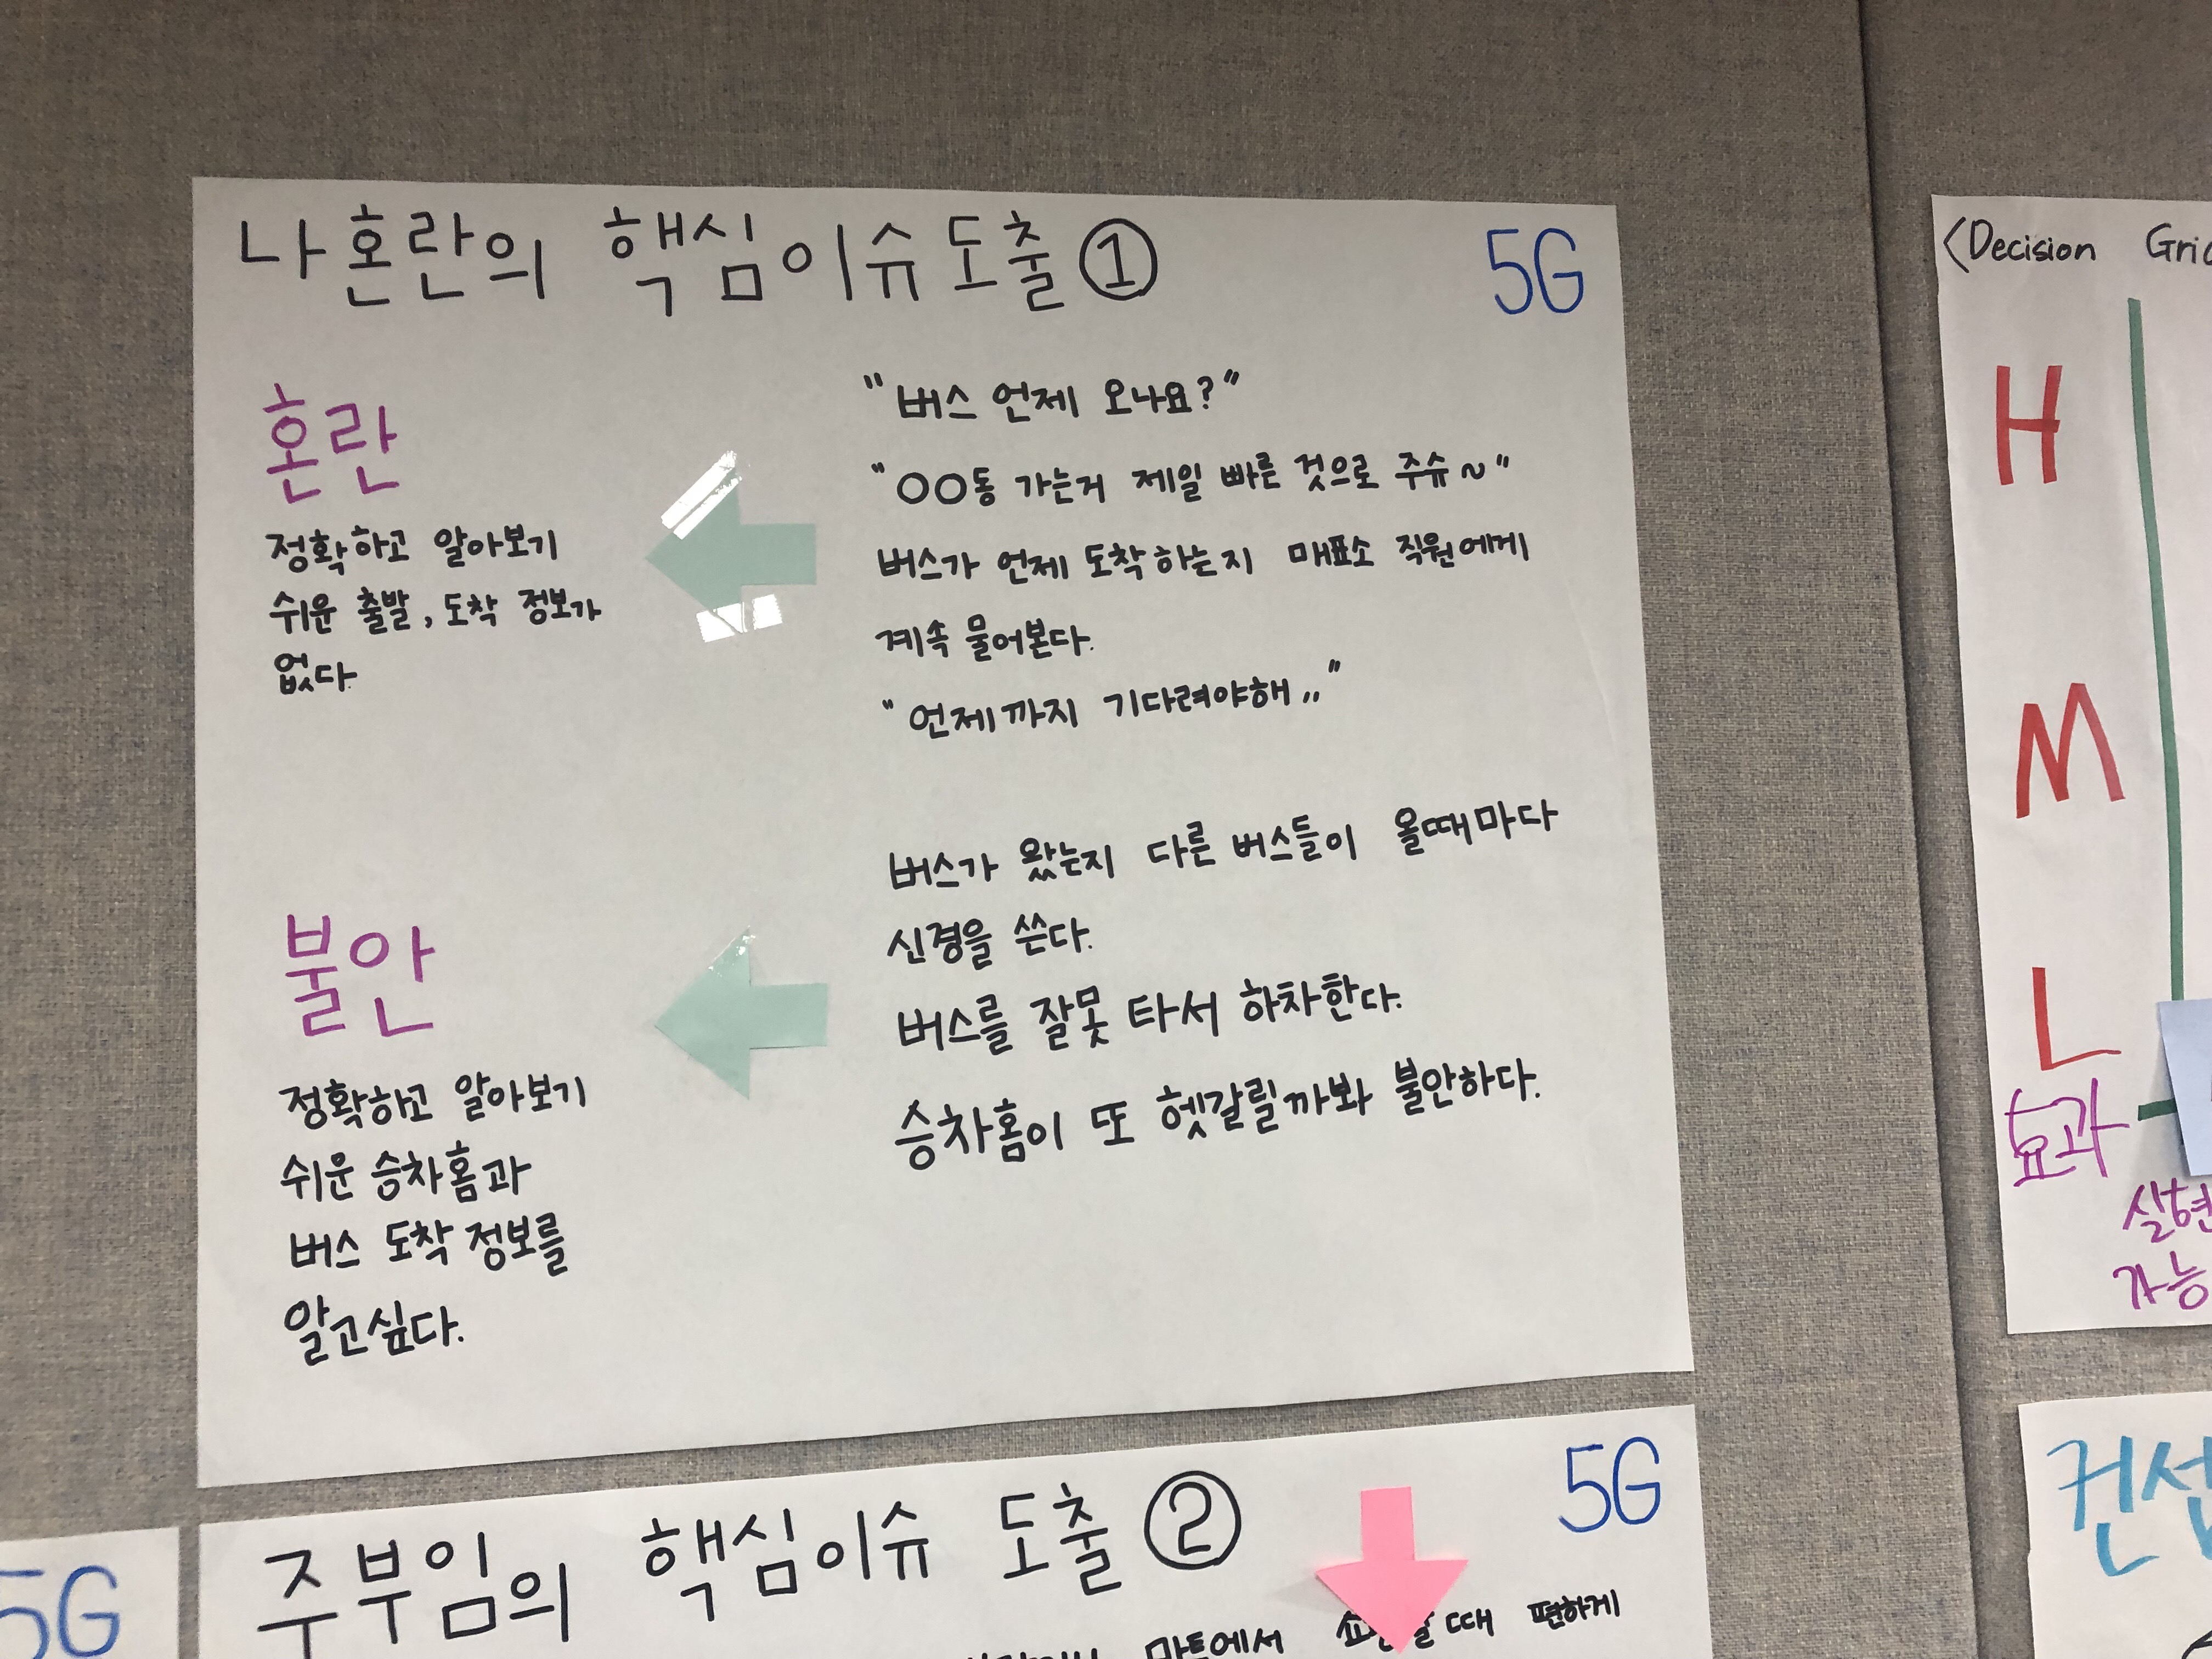 나혼란의 핵심이슈도출①
5G
혼란
정확하고 알아보기
쉬운 출발, 도착 정보가
없다.
"버스 언제 오나요?"
"○○동 가는거 제일 빠른 것으로 주슈~"
버스가 언제 도착하는지 매표소 직원에게
계속 물어본다.
"언제까지 기다려야해,,"
불안
정확하고 알아보기
쉬운 승차홈과
버스 도착 정보를
알고싶다.
버스가 왔는지 다른 버스들이 올때마다
신경을 쓴다.
버스를 잘못 타서 하차한다.
승차홈이 또 헷갈릴까봐 불안하다.
주부임의 핵심이슈 도출②
5G
마트에서 때 편하게
5G
<Decision
H
M
L
효과
실현
가능
컨셉